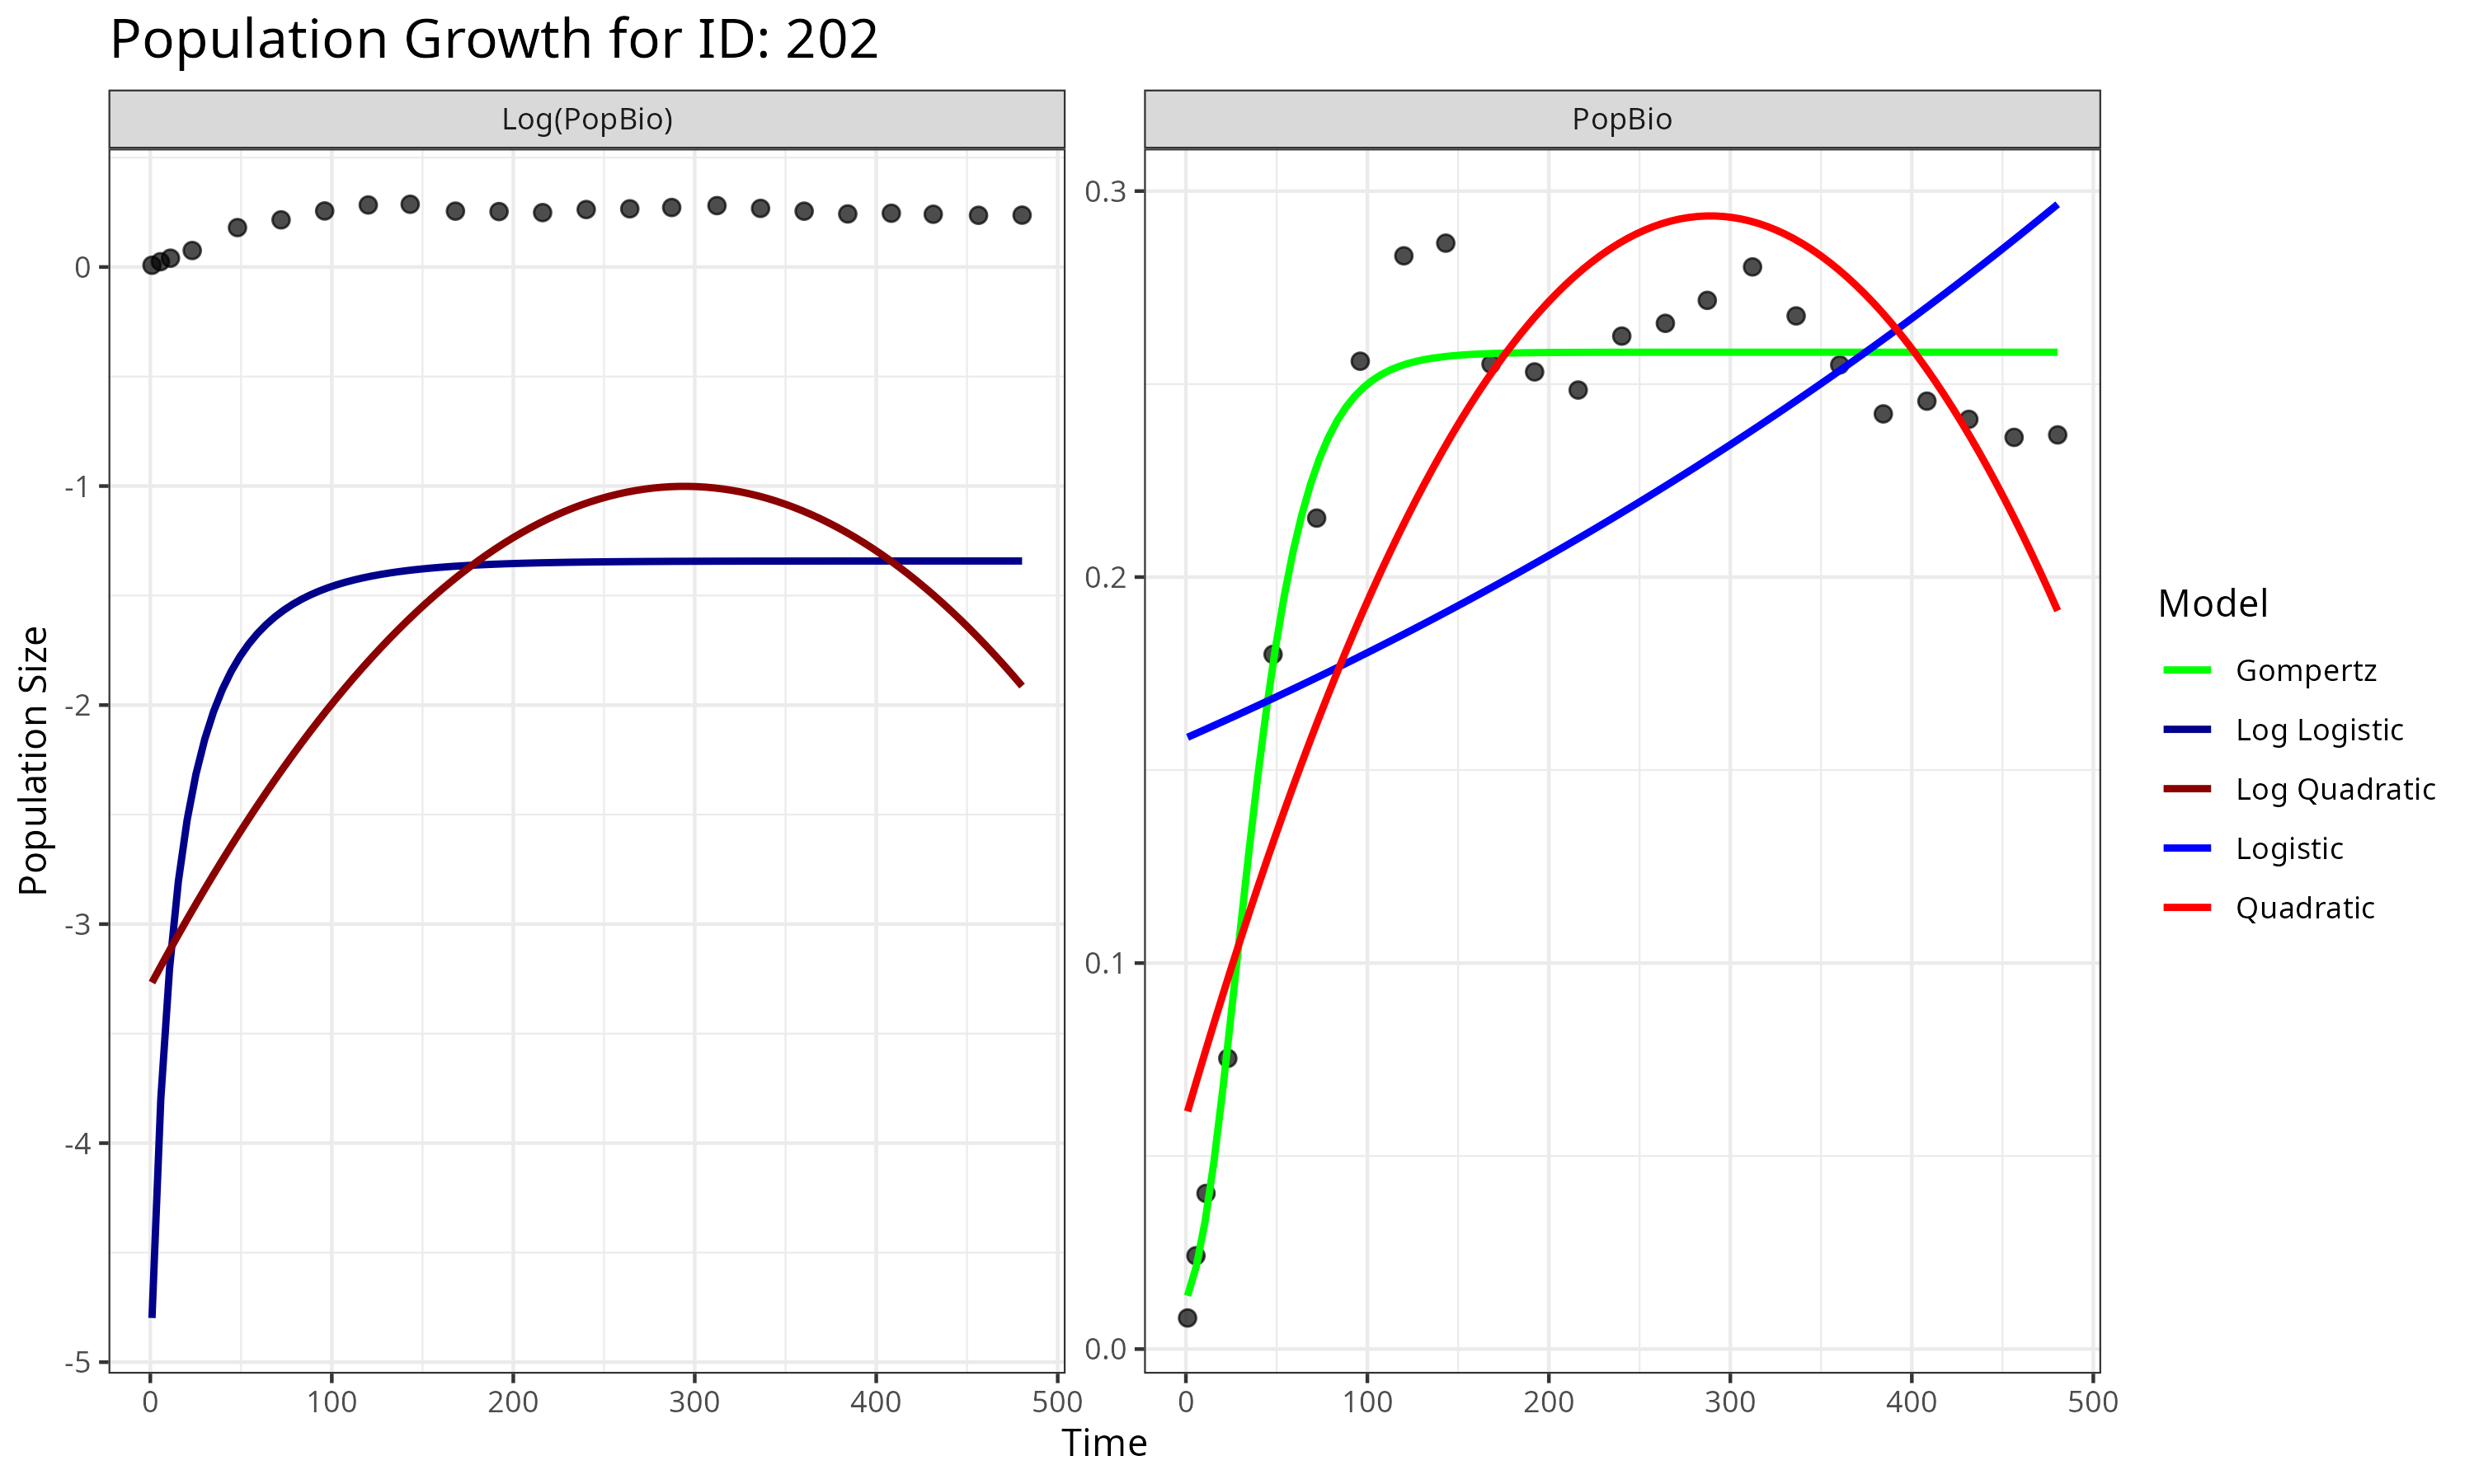 Population Growth for ID: 202
Log(PopBio)
PopBio
Population Size
0
-1
-2
-3
-4
-5
0 100 200 300 400 500
0.3
0.2
0.1
0.0
0 100 200 300 400 500
Time
Model
Gompertz
Log Logistic
Log Quadratic
Logistic
Quadratic